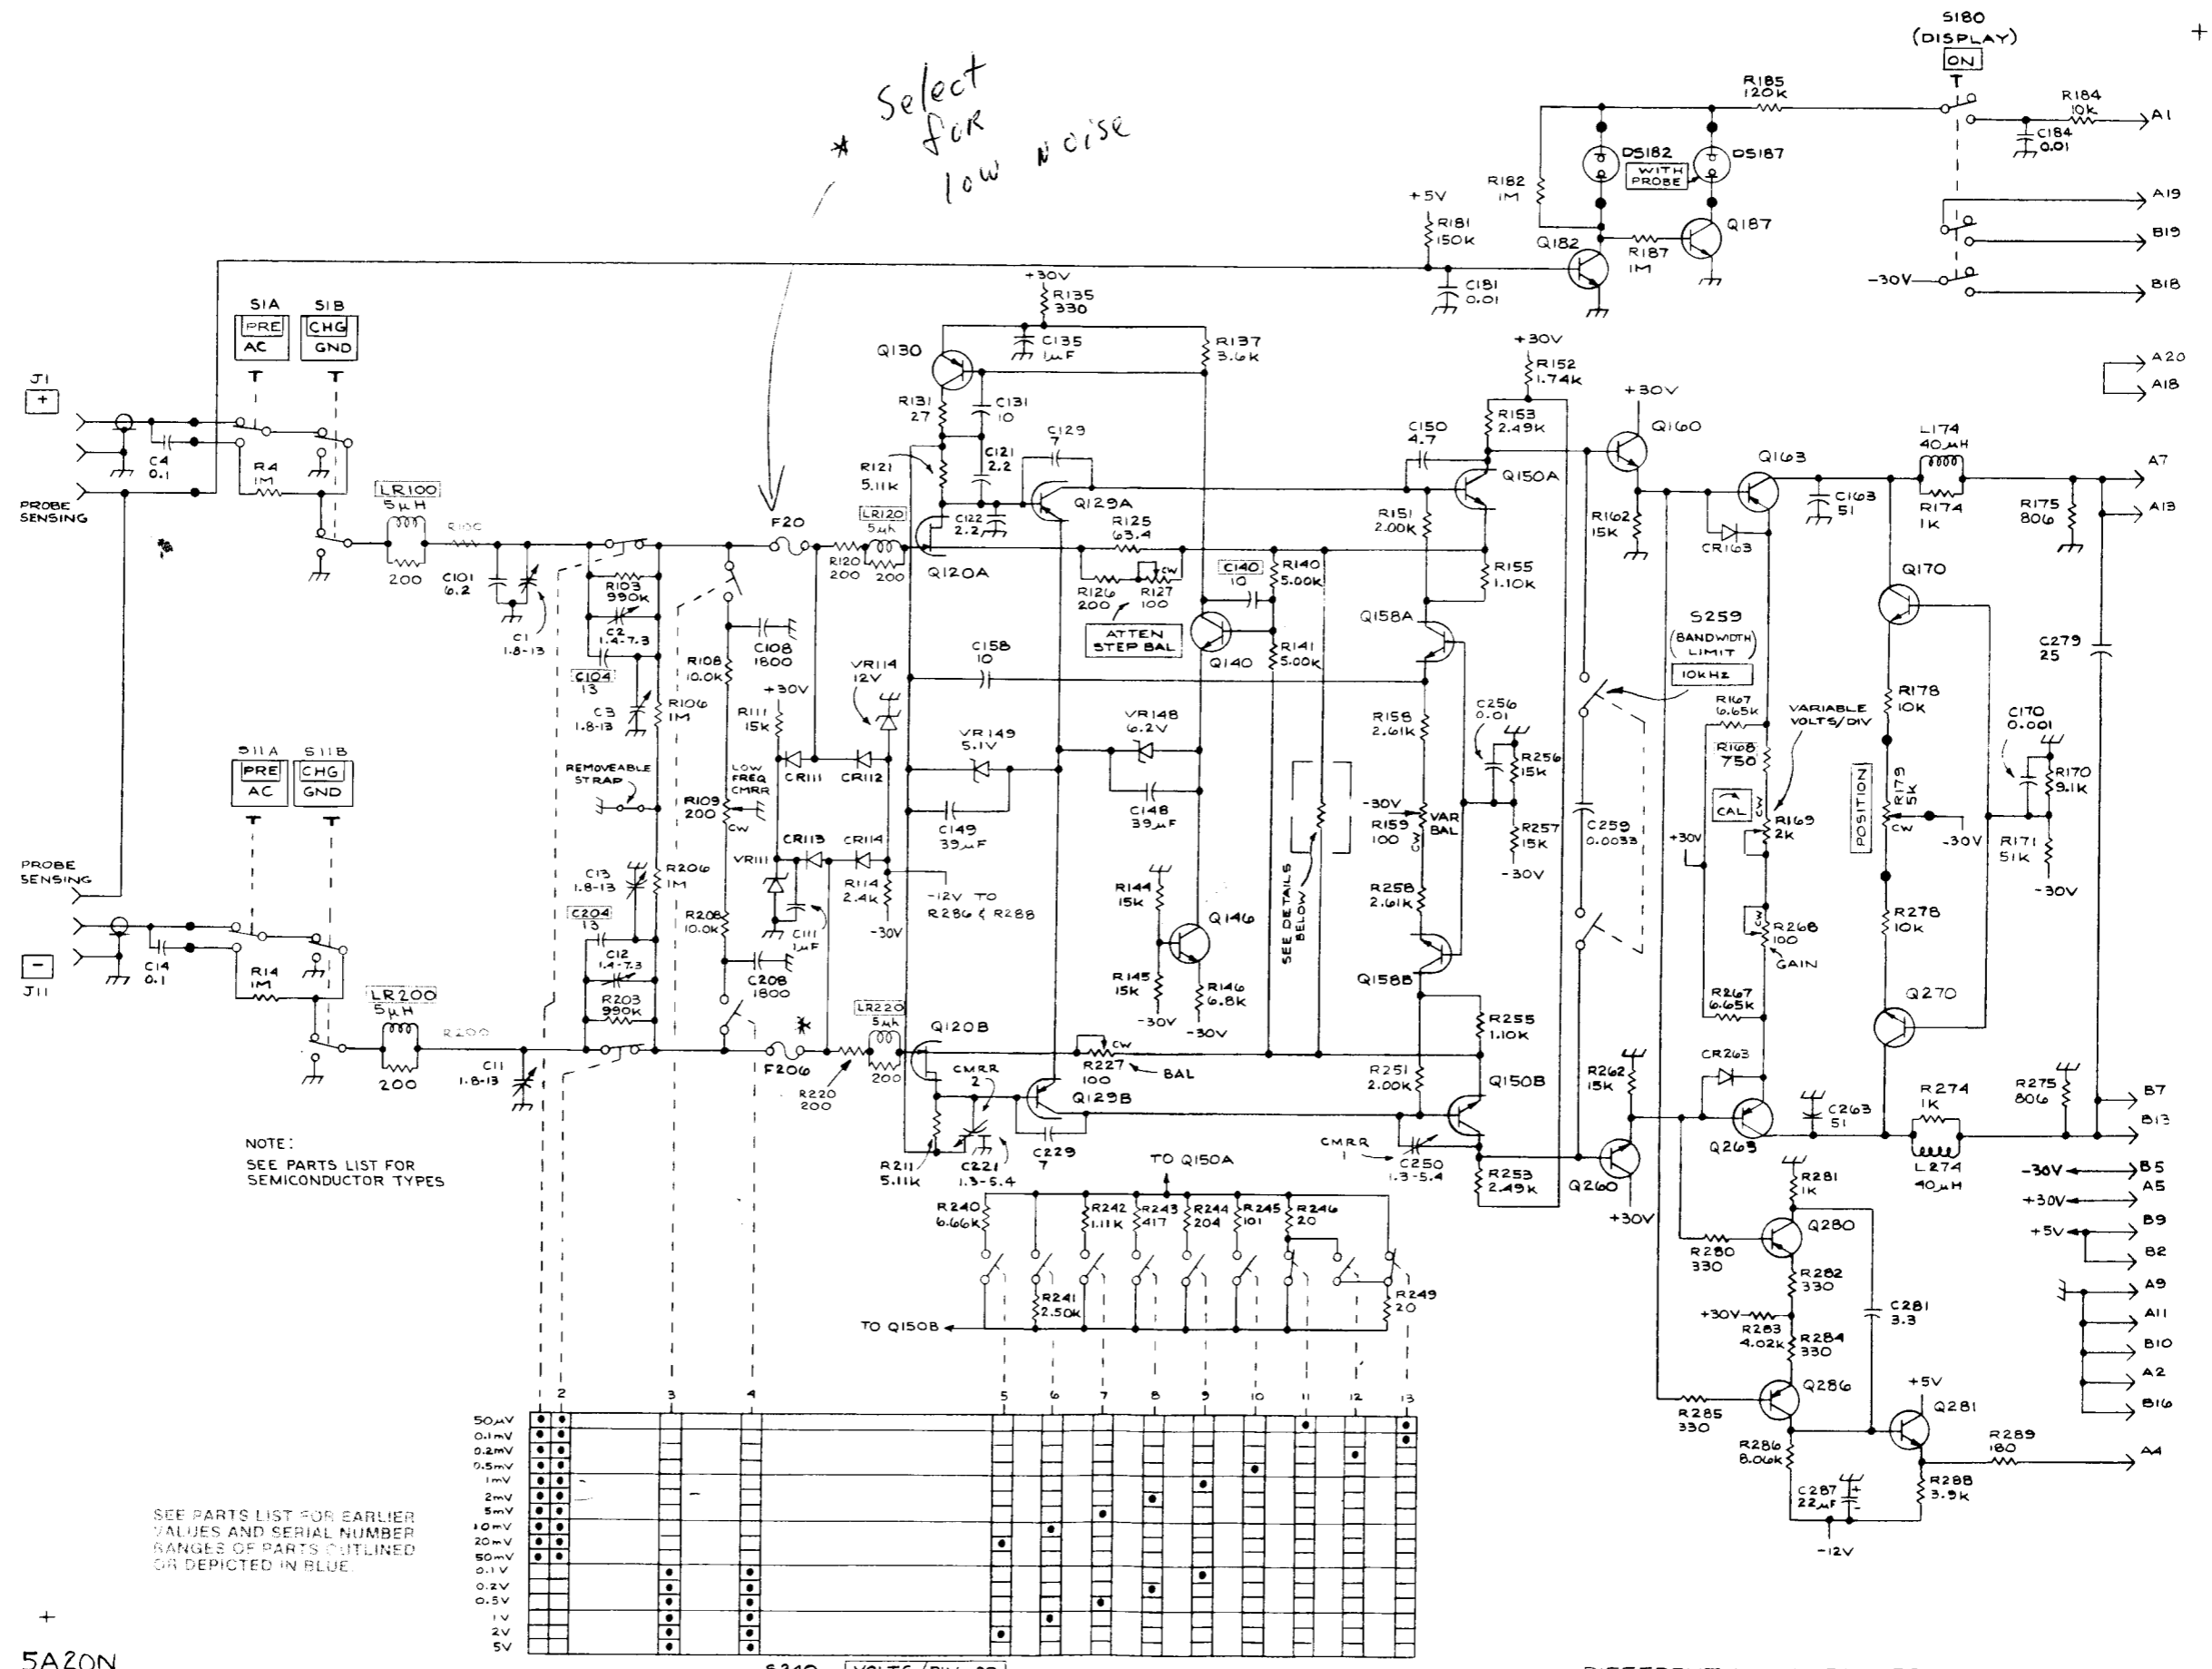 S180
(DISPLAY)
ON
* Select
for
low noise
R185
120K
R184
10K
A1
C184
0.01
DS182
DS187
WITH
PROBE
R182
1M
+5V
R181
150K
Q182
R187
1M
Q187
C181
0.01
A19
B19
-30V
B18
A20
A18
S1A
PRE
AC
S1B
CHG
GND
J1
+
C4
0.1
R4
1M
PROBE
SENSING
LR100
5μH
200
R100
C101
6.2
C1
1.8-13
R103
990K
C2
1.4-7.3
C104
13
C3
1.8-13
R106
1M
REMOVEABLE
STRAP
C13
1.8-13
R206
1M
C204
13
C12
1.4-7.3
R203
990K
C11
1.8-13
S11A
PRE
AC
S11B
CHG
GND
PROBE
SENSING
-
J11
C14
0.1
R14
1M
LR200
5μH
200
R200
F20
R120
200
LR120
5μh
200
C108
1800
R108
10.0K
+30V
R111
15K
VR114
12V
CR111
CR112
LOW
FREQ
CMRR
R109
200
CW
CR113
CR114
VR111
C111
1μF
R114
2.4K
-12V TO
R286 & R288
-30V
R208
10.0K
C208
1800
*
F206
R220
200
LR220
5μh
200
+30V
R135
330
C135
1μF
Q130
R137
3.6K
R131
27
C131
10
R121
5.11K
C121
2.2
C129
7
C122
2.2
Q129A
Q120A
R125
63.4
R126
200
R127
100
CW
ATTEN
STEP BAL
C140
10
R140
5.00K
Q140
R141
5.00K
C158
10
VR149
5.1V
VR148
6.2V
C149
39μF
C148
39μF
R144
15K
Q146
R145
15K
R146
6.8K
-30V
-30V
SEE DETAILS
BELOW
Q120B
CMRR
2
R227
100
CW
BAL
Q129B
R211
5.11K
C221
1.3-5.4
C229
7
+30V
R152
1.74K
R153
2.49K
C150
4.7
Q150A
R151
2.00K
R155
1.10K
Q158A
R158
2.61K
C256
0.01
R256
15K
-30V
R159
100
CW
VAR
BAL
R257
15K
-30V
R258
2.61K
Q158B
R255
1.10K
R251
2.00K
Q150B
CMRR
1
C250
1.3-5.4
R253
2.49K
+30V
Q160
R162
15K
Q163
CR163
C163
51
L174
40μH
R174
1K
R175
806
A7
A13
S259
(BANDWIDTH
LIMIT)
10KHZ
C259
0.0033
R167
6.65K
R168
750
VARIABLE
VOLTS/DIV
CAL
CW
R169
2K
+30V
CW
R268
100
GAIN
R267
6.65K
CR263
R262
15K
Q260
+30V
Q263
C263
51
Q170
R178
10K
POSITION
R179
5K
CW
-30V
C170
0.001
R170
9.1K
R171
51K
-30V
R278
10K
Q270
C279
25
R274
1K
L274
40μH
R275
806
B7
B13
-30V
B5
+30V
A5
+5V
B9
B2
A9
A11
B10
A2
B16
R281
1K
Q280
R280
330
R282
330
+30V
R283
4.02K
R284
330
C281
3.3
Q286
R285
330
+5V
Q281
R286
8.06K
C287
22μF
+
-
R288
3.9K
R289
180
A4
-12V
TO Q150A
R240
6.66K
R242
1.11K
R243
417
R244
204
R245
101
R246
20
R241
2.50K
R249
20
TO Q150B
NOTE:
SEE PARTS LIST FOR
SEMICONDUCTOR TYPES
2 3 4 5 6 7 8 9 10 11 12 13
50μV
0.1mV
0.2mV
0.5mV
1mV
2mV
5mV
10mV
20mV
50mV
0.1V
0.2V
0.5V
1V
2V
5V
SEE PARTS LIST FOR EARLIER
VALUES AND SERIAL NUMBER
RANGES OF PARTS OUTLINED
OR DEPICTED IN BLUE.
5A20N